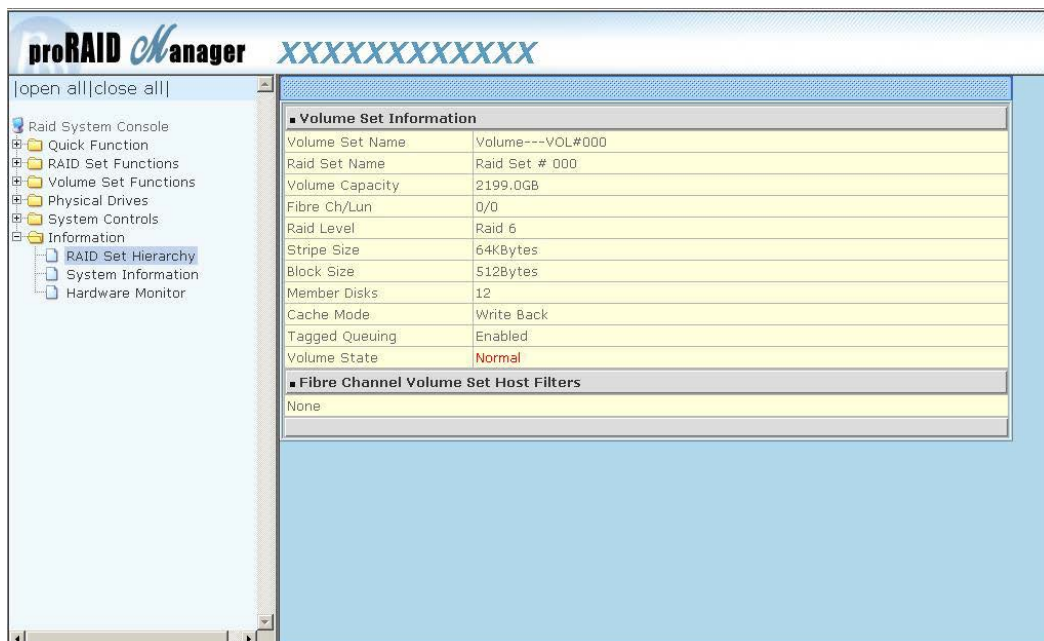 proRAID Manager XXXXXXXXXXXX
|open all|close all|
Raid System Console
Quick Function
RAID Set Functions
Volume Set Functions
Physical Drives
System Controls
Information
RAID Set Hierarchy
System Information
Hardware Monitor
Volume Set Information
Volume Set Name Volume---VOL#000
Raid Set Name Raid Set # 000
Volume Capacity 2199.0GB
Fibre Ch/Lun 0/0
Raid Level Raid 6
Stripe Size 64KBytes
Block Size 512Bytes
Member Disks 12
Cache Mode Write Back
Tagged Queuing Enabled
Volume State Normal
Fibre Channel Volume Set Host Filters
None